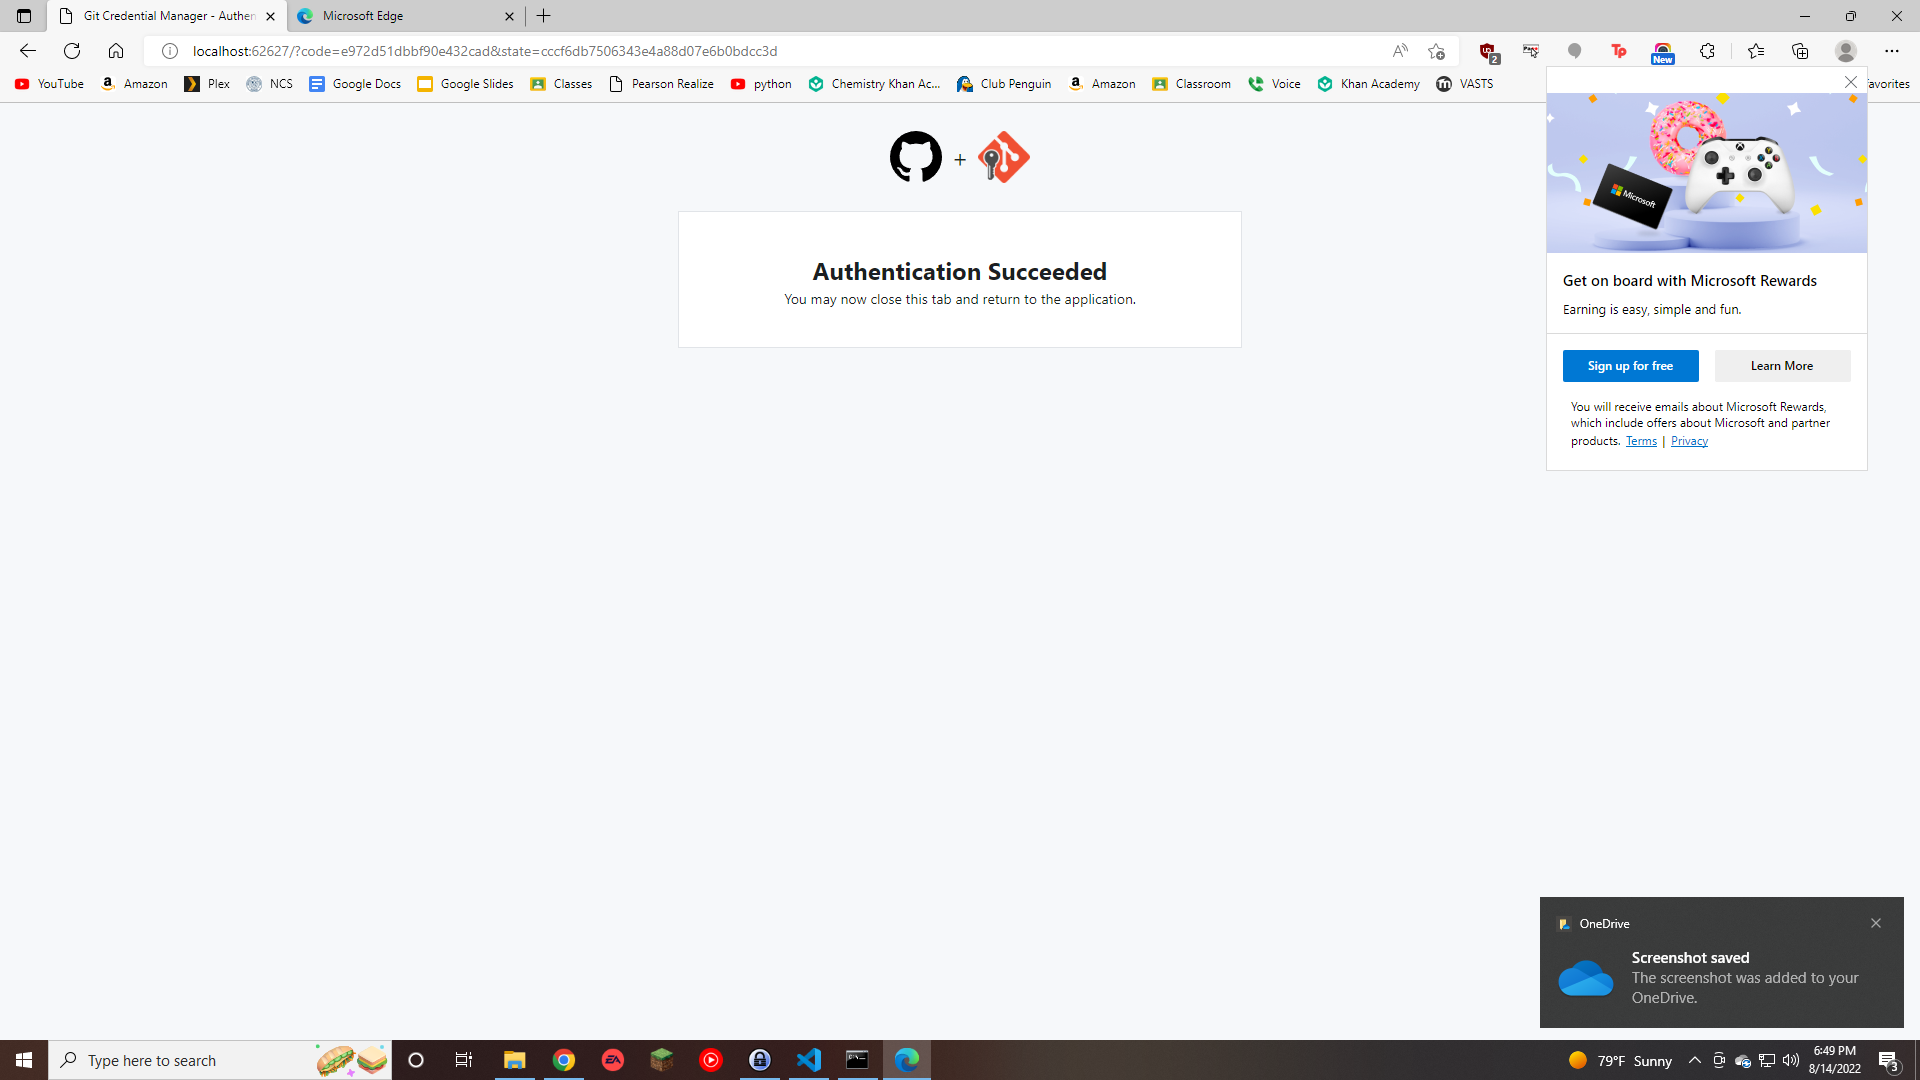 Git Credential Manager - Authen
Microsoft Edge
localhost:62627/?code=e972d51dbbf90e432cad&state=cccf6db7506343e4a88d07e6b0bdcc3d
2
New
YouTube
Amazon
Plex
NCS
Google Docs
Google Slides
Classes
Pearson Realize
python
Chemistry Khan Ac...
Club Penguin
Amazon
Classroom
Voice
Khan Academy
VASTS
Favorites
+
Microsoft
Authentication Succeeded
You may now close this tab and return to the application.
Get on board with Microsoft Rewards
Earning is easy, simple and fun.
Sign up for free
Learn More
You will receive emails about Microsoft Rewards,
which include offers about Microsoft and partner
products. Terms | Privacy
OneDrive
Screenshot saved
The screenshot was added to your
OneDrive.
Type here to search
EA
79°F Sunny
6:49 PM
8/14/2022
3